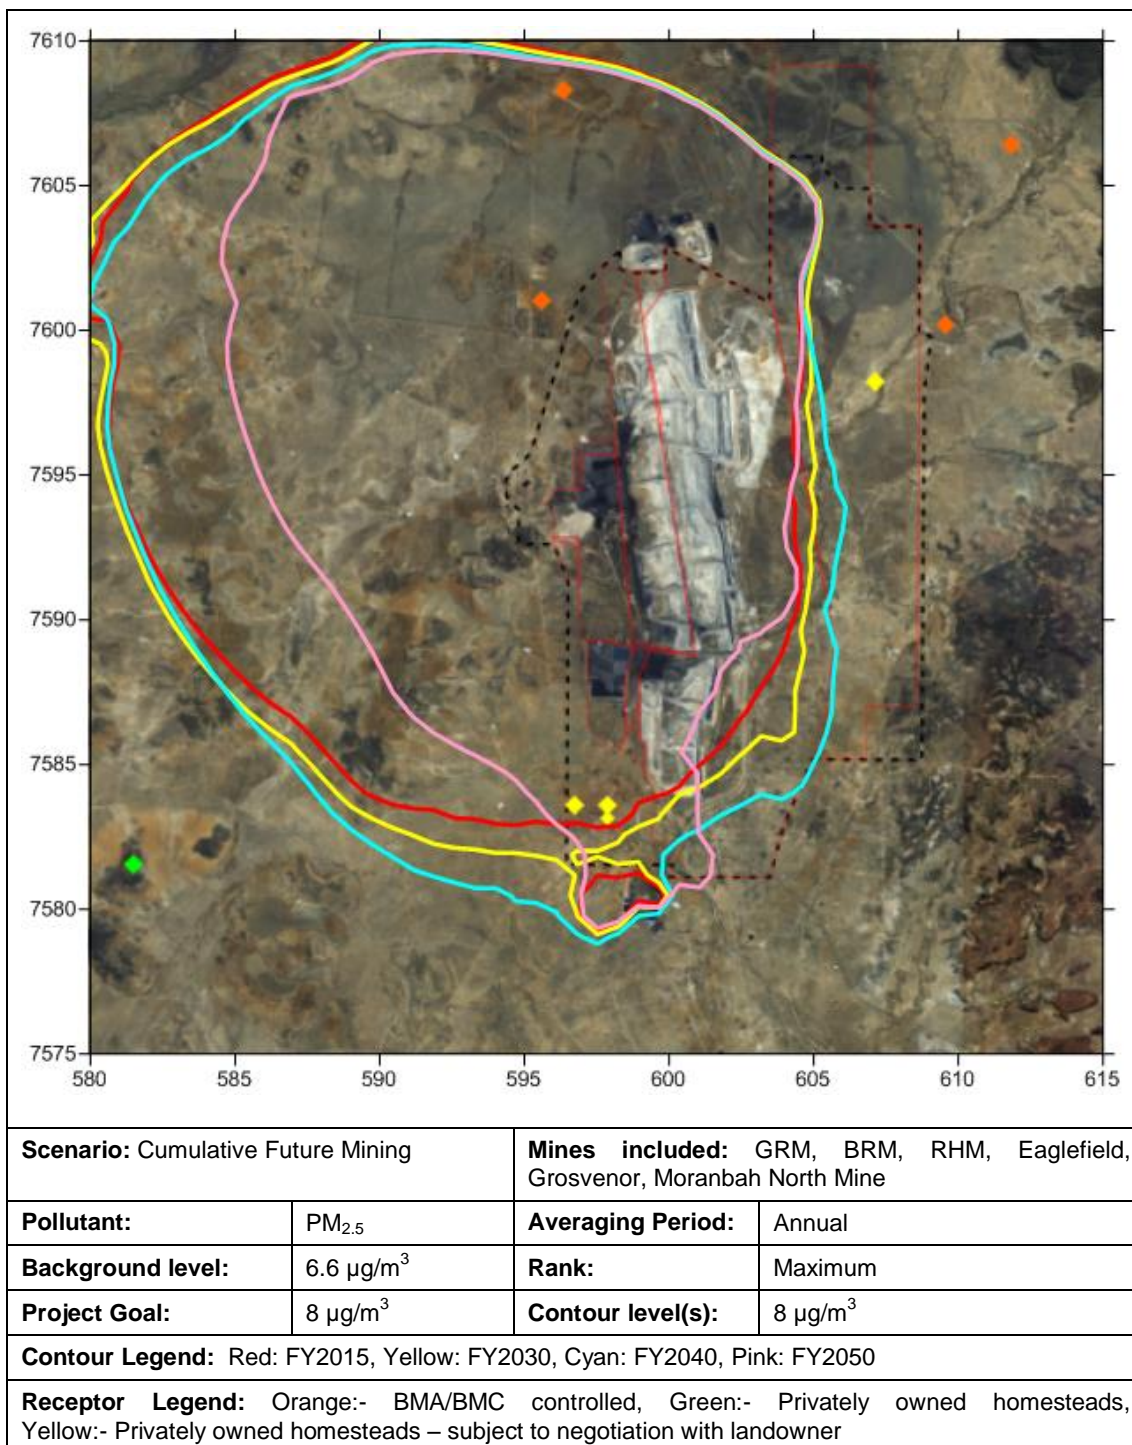 7610
7605
7600
7595
7590
7585
7580
7575
580 585 590 595 600 605 610 615
Scenario: Cumulative Future Mining
Mines included: GRM, BRM, RHM, Eaglefield,
Grosvenor, Moranbah North Mine
Pollutant: PM2.5 Averaging Period: Annual
Background level: 6.6 µg/m³ Rank: Maximum
Project Goal: 8 µg/m³ Contour level(s): 8 µg/m³
Contour Legend: Red: FY2015, Yellow: FY2030, Cyan: FY2040, Pink: FY2050
Receptor Legend: Orange:- BMA/BMC controlled, Green:- Privately owned homesteads,
Yellow:- Privately owned homesteads – subject to negotiation with landowner